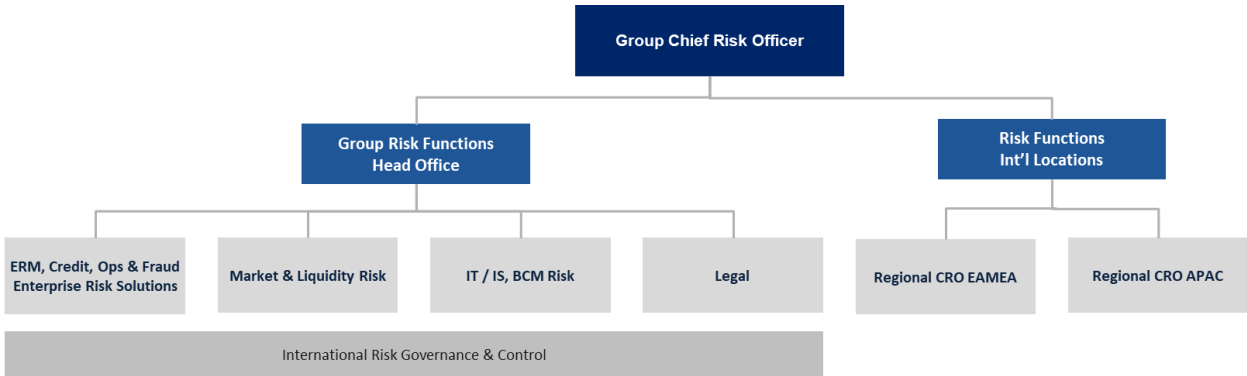 Group Chief Risk Officer
Group Risk Functions
Head Office
Risk Functions
Int'l Locations
ERM, Credit, Ops & Fraud
Enterprise Risk Solutions
Market & Liquidity Risk
IT / IS, BCM Risk
Legal
Regional CRO EAMEA
Regional CRO APAC
International Risk Governance & Control